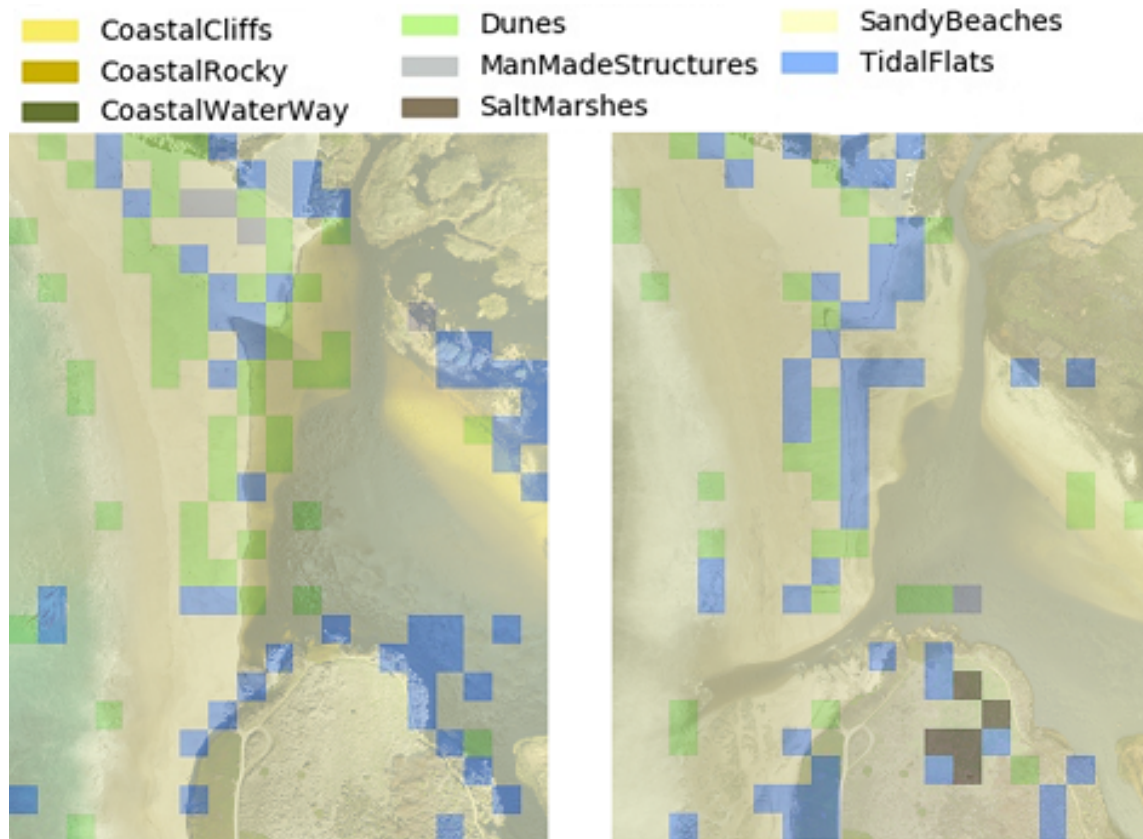 CoastalCliffs
CoastalRocky
CoastalWaterWay
Dunes
ManMadeStructures
SaltMarshes
SandyBeaches
TidalFlats